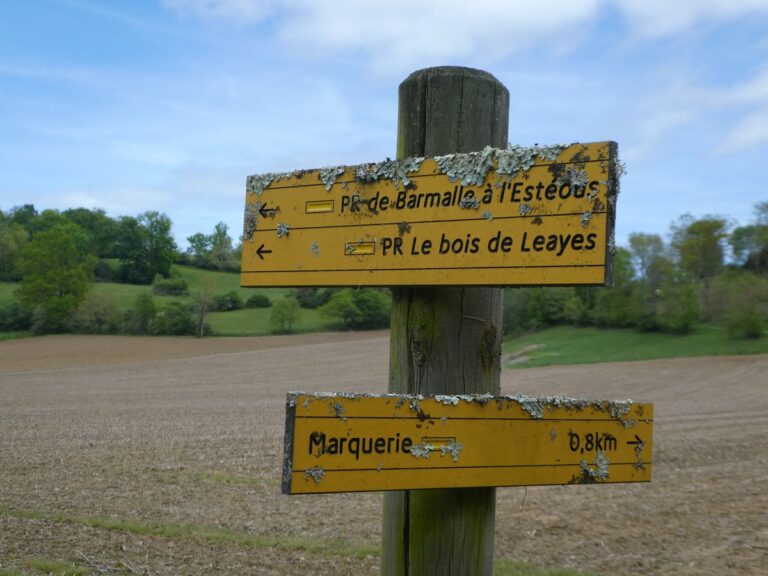 ← PR de Barmalle à l'Estéous
← PR Le bois de Leayes
Marquerie 0,8km →